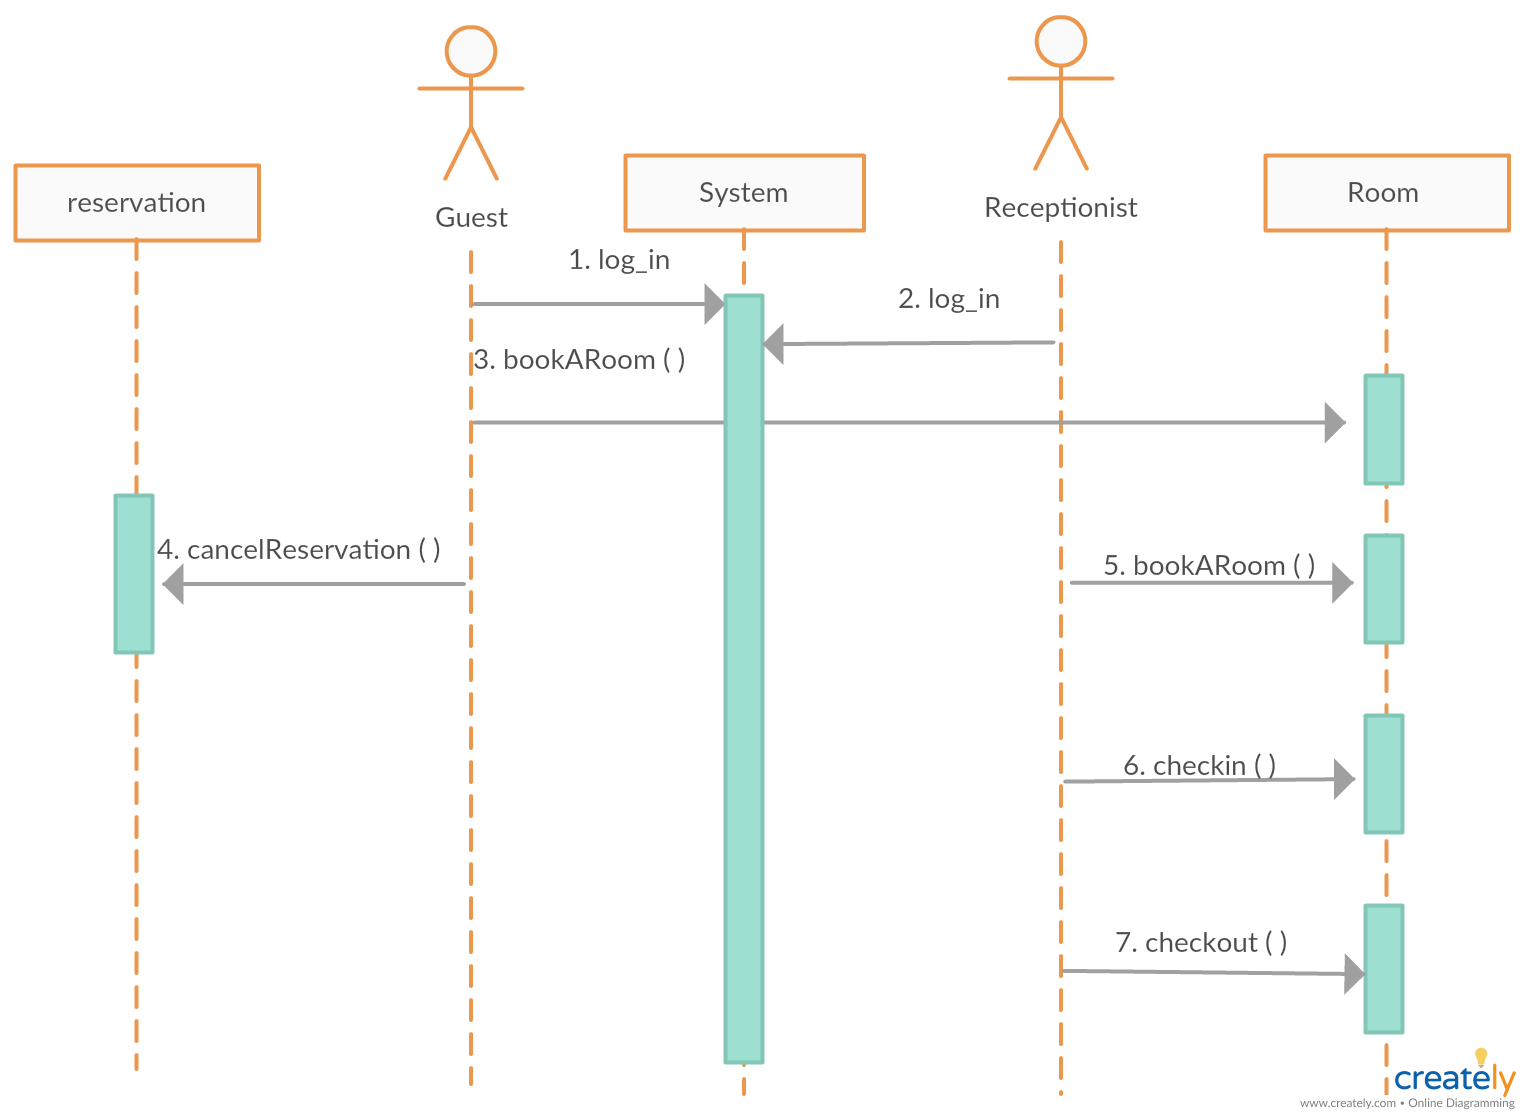 reservation
Guest
System
Receptionist
Room
1. log_in
2. log_in
3. bookARoom ( )
4. cancelReservation ( )
5. bookARoom ( )
6. checkin ( )
7. checkout ( )
creately
www.creately.com • Online Diagramming